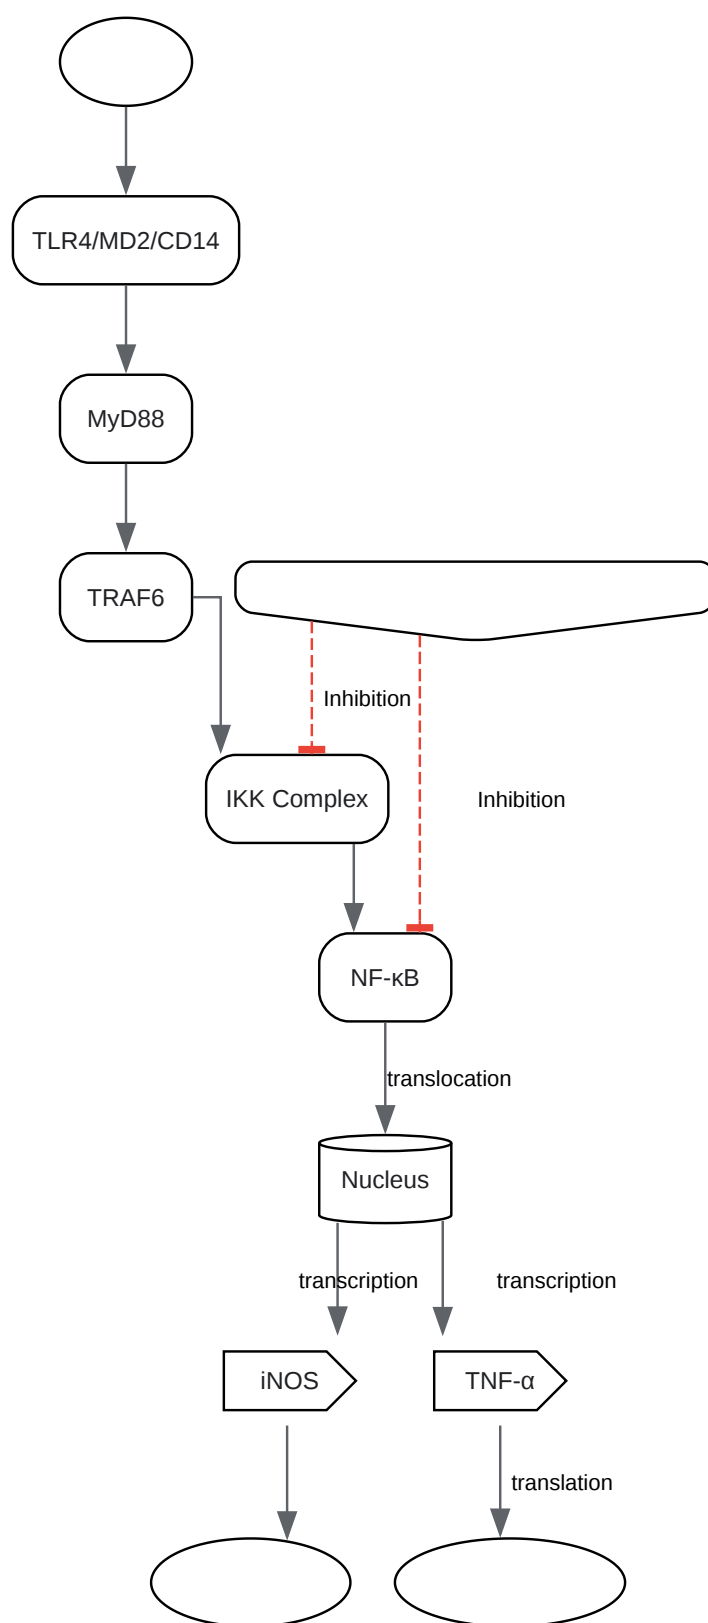 TLR4/MD2/CD14
MyD88
TRAF6
Inhibition
IKK Complex
Inhibition
NF-κB
translocation
Nucleus
transcription
transcription
iNOS
TNF-α
translation